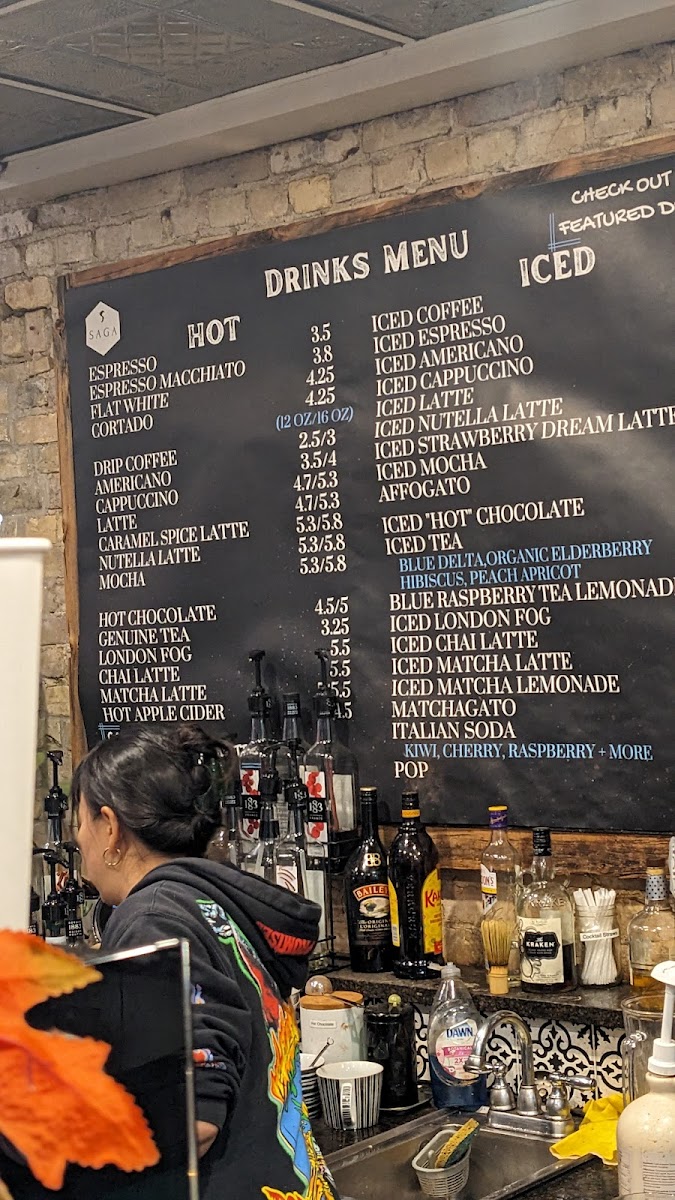 CHECK OUT
FEATURED
DRINKS MENU
SAGA
HOT
ESPRESSO 3.5
ESPRESSO MACCHIATO 3.8
FLAT WHITE 4.25
CORTADO 4.25
(12 OZ/16 OZ)
DRIP COFFEE 2.5/3
AMERICANO 3.5/4
CAPPUCCINO 4.7/5.3
LATTE 4.7/5.3
CARAMEL SPICE LATTE 5.3/5.8
NUTELLA LATTE 5.3/5.8
MOCHA 5.3/5.8
HOT CHOCOLATE 4.5/5
GENUINE TEA 3.25
LONDON FOG 5.5
CHAI LATTE 5.5
MATCHA LATTE
HOT APPLE CIDER
ICED
ICED COFFEE
ICED ESPRESSO
ICED AMERICANO
ICED CAPPUCCINO
ICED LATTE
ICED NUTELLA LATTE
ICED STRAWBERRY DREAM LATTE
ICED MOCHA
AFFOGATO
ICED "HOT" CHOCOLATE
ICED TEA
BLUE DELTA,ORGANIC ELDERBERRY
HIBISCUS, PEACH APRICOT
BLUE RASPBERRY TEA LEMONADE
ICED LONDON FOG
ICED CHAI LATTE
ICED MATCHA LATTE
ICED MATCHA LEMONADE
MATCHAGATO
ITALIAN SODA
KIWI, CHERRY, RASPBERRY + MORE
POP
1883
1883
BAILEYS
KRAKEN
Cocktail Straws
Hot Chocolate
DAWN